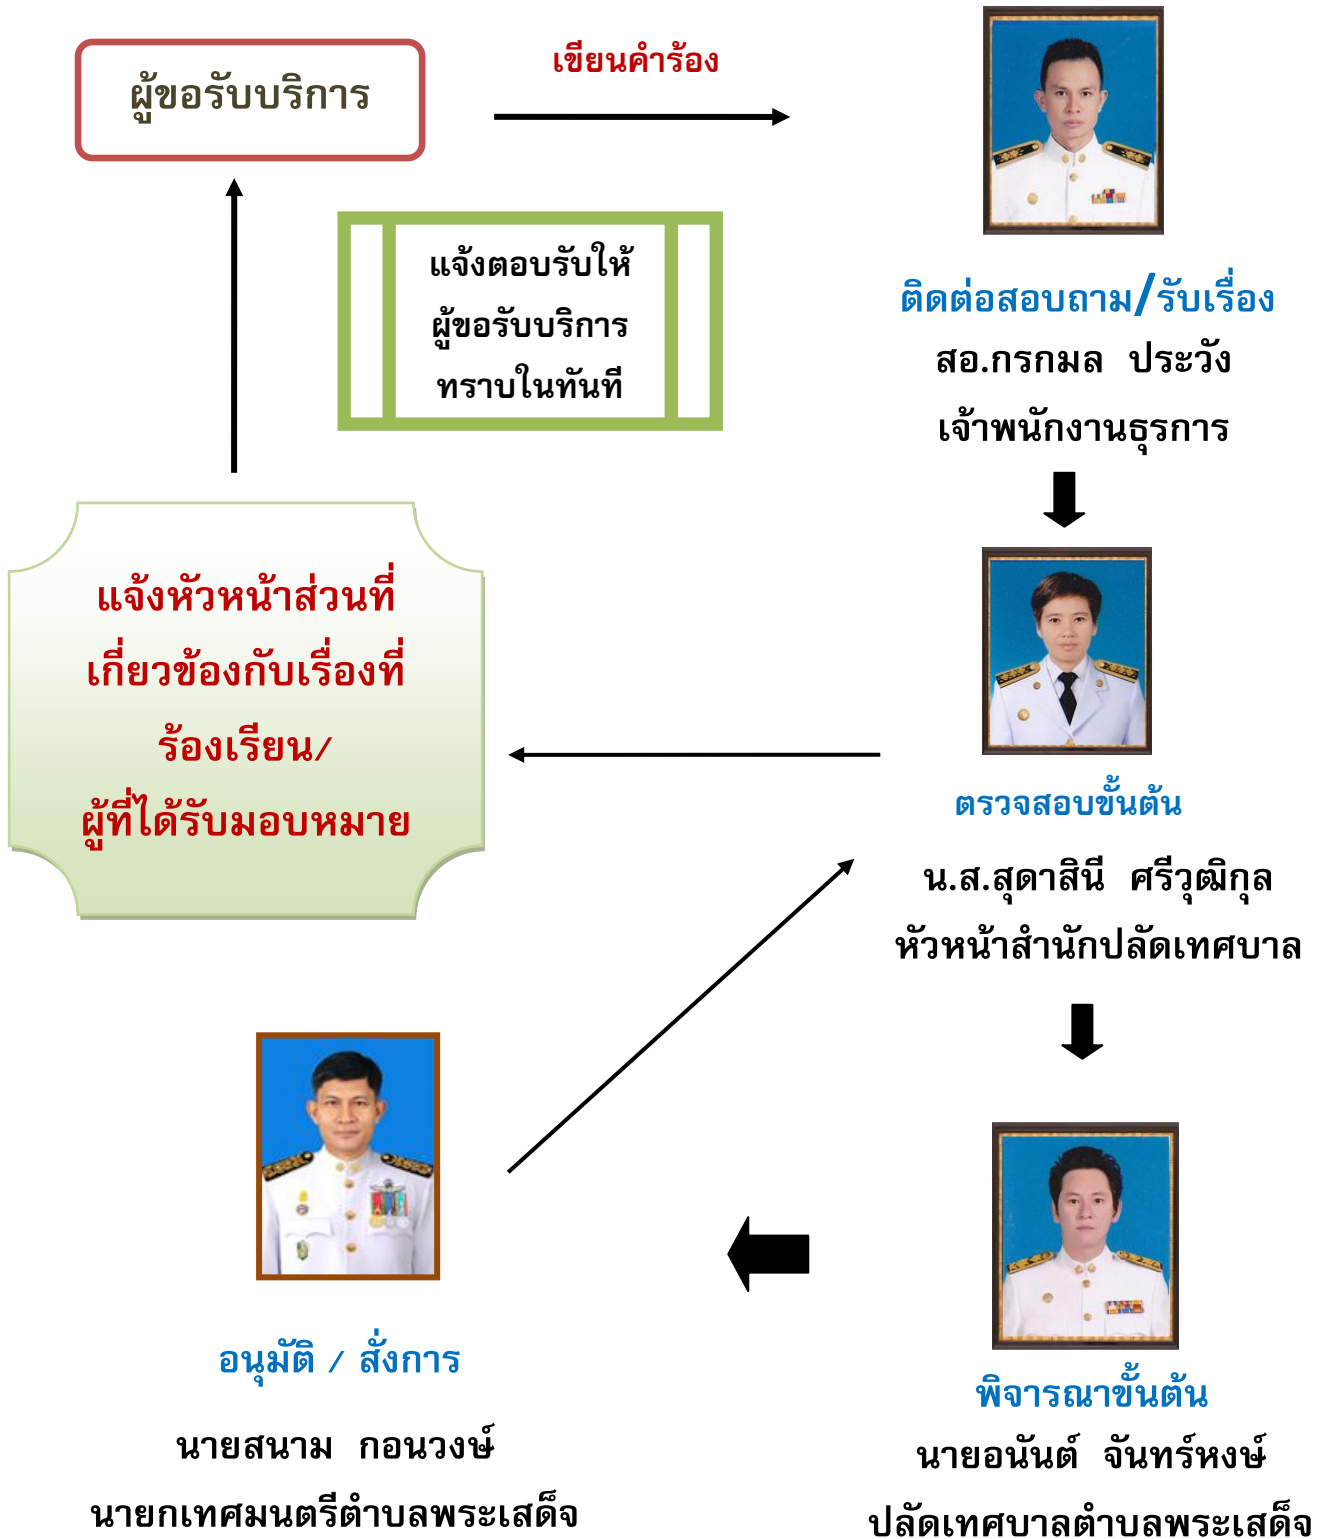 ผู้ขอรับบริการ
เขียนคำร้อง
แจ้งตอบรับให้
ผู้ขอรับบริการ
ทราบในทันที
ติดต่อสอบถาม/รับเรื่อง
สอ.กรกมล ประวัง
เจ้าพนักงานธุรการ
แจ้งหัวหน้าส่วนที่
เกี่ยวข้องกับเรื่องที่
ร้องเรียน/
ผู้ที่ได้รับมอบหมาย
ตรวจสอบขั้นต้น
น.ส.สุดาสินี ศรีวุฒิกุล
หัวหน้าสำนักปลัดเทศบาล
พิจารณาขั้นต้น
นายอนันต์ จันทร์หงษ์
ปลัดเทศบาลตำบลพระเสด็จ
อนุมัติ / สั่งการ
นายสนาม กอนวงษ์
นายกเทศมนตรีตำบลพระเสด็จ